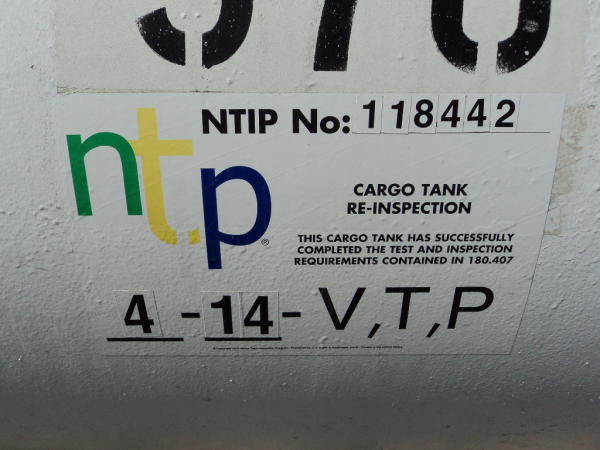 NTIP No: 118442
nt.p®
CARGO TANK
RE-INSPECTION
THIS CARGO TANK HAS SUCCESSFULLY
COMPLETED THE TEST AND INSPECTION
REQUIREMENTS CONTAINED IN 180.407
4-14-V,T,P